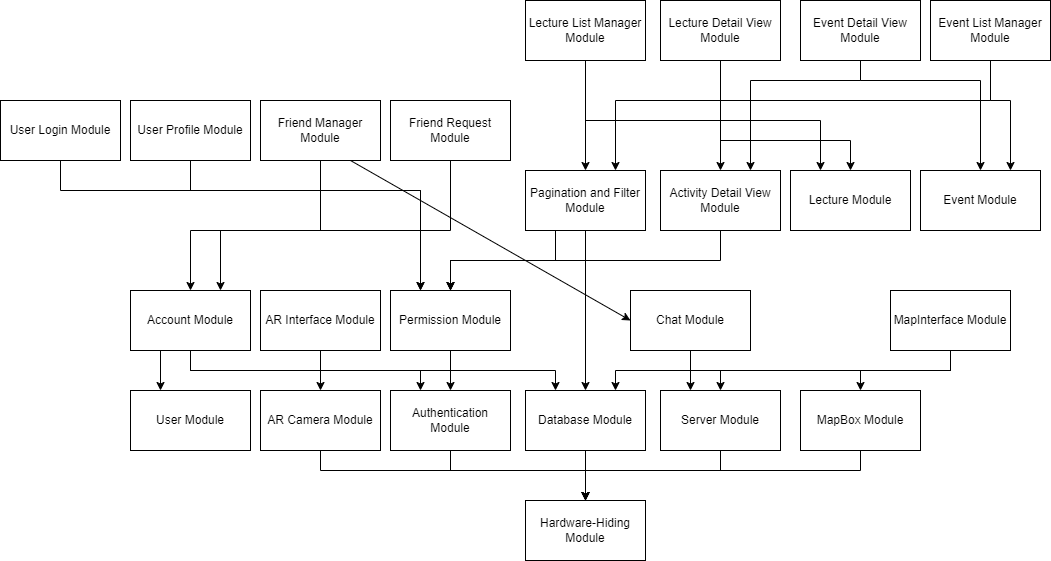 Lecture List Manager
Module
Lecture Detail View
Module
Event Detail View
Module
Event List Manager
Module
User Login Module
User Profile Module
Friend Manager
Module
Friend Request
Module
Pagination and Filter
Module
Activity Detail View
Module
Lecture Module
Event Module
Account Module
AR Interface Module
Permission Module
Chat Module
MapInterface Module
User Module
AR Camera Module
Authentication
Module
Database Module
Server Module
MapBox Module
Hardware-Hiding
Module